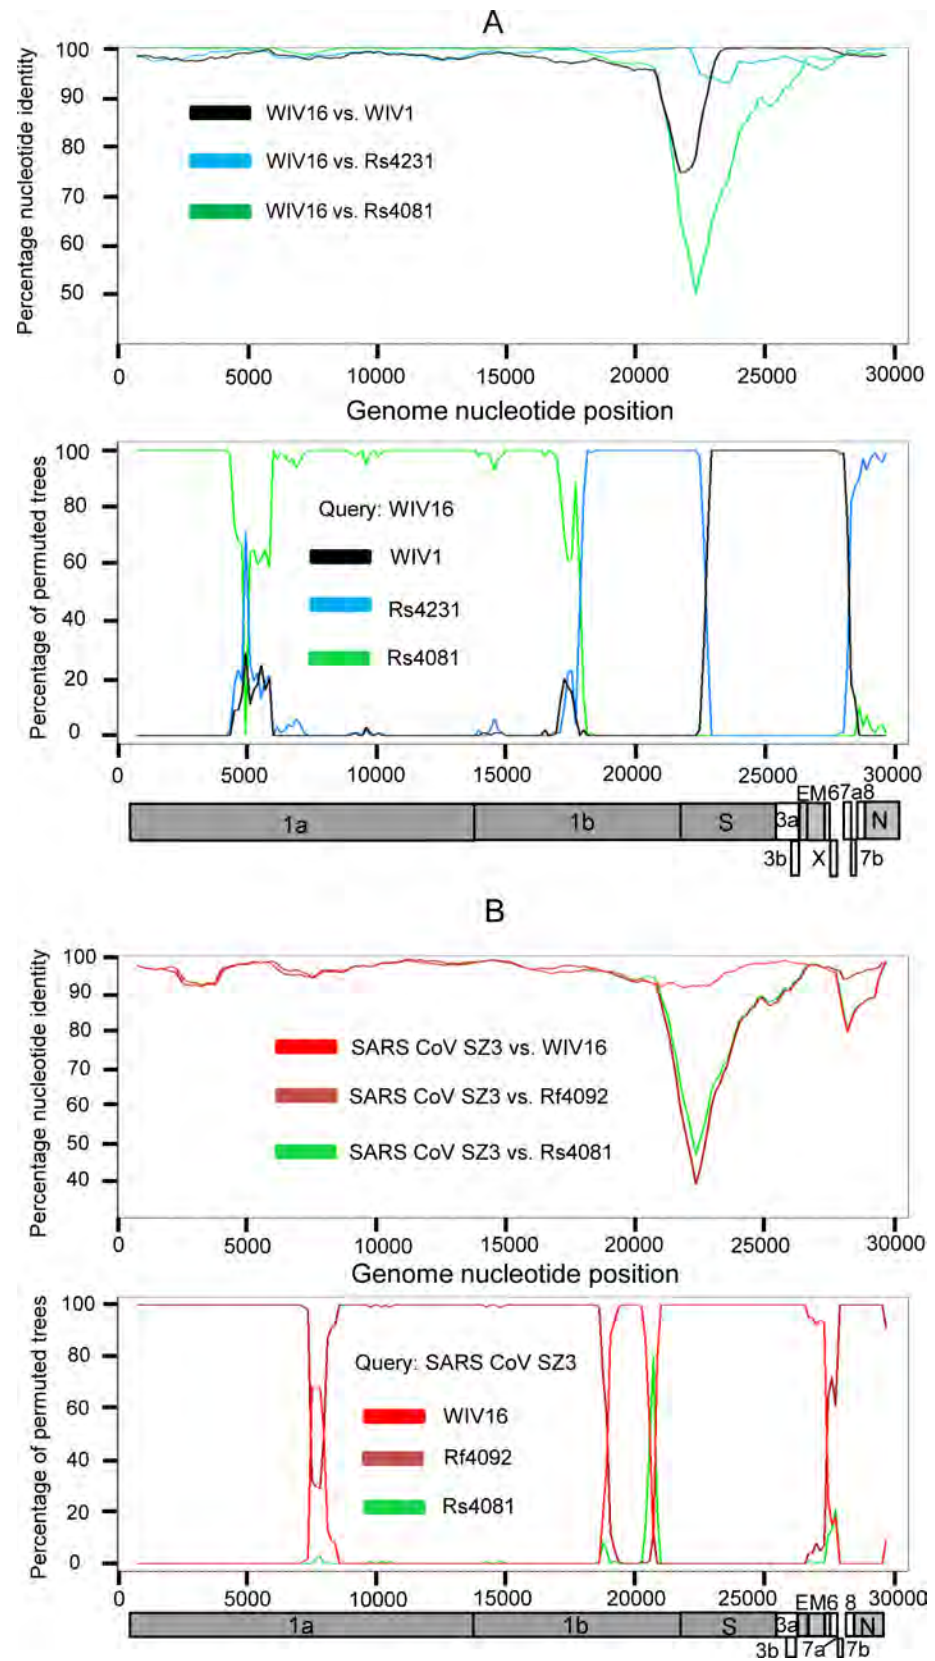 A
Percentage nucleotide identity
100
90
80
70
60
50
WIV16 vs. WIV1
WIV16 vs. Rs4231
WIV16 vs. Rs4081
0 5000 10000 15000 20000 25000 30000
Genome nucleotide position
Percentage of permuted trees
100
80
60
40
20
0
Query: WIV16
WIV1
Rs4231
Rs4081
0 5000 10000 15000 20000 25000 30000
EM67a8
1a 1b S 3a N
3b X 7b
B
Percentage nucleotide identity
100
90
80
70
60
50
40
SARS CoV SZ3 vs. WIV16
SARS CoV SZ3 vs. Rf4092
SARS CoV SZ3 vs. Rs4081
0 5000 10000 15000 20000 25000 30000
Genome nucleotide position
Percentage of permuted trees
100
80
60
40
20
0
Query: SARS CoV SZ3
WIV16
Rf4092
Rs4081
0 5000 10000 15000 20000 25000 30000
EM6 8
1a 1b S 3a N
3b 7a 7b